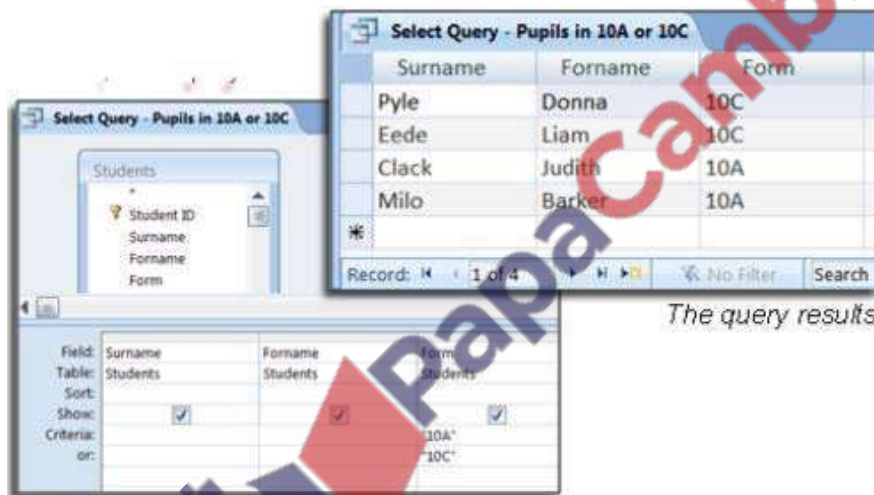 Select Query - Pupils in 10A or 10C
Surname Forname Form
Pyle Donna 10C
Eede Liam 10C
Clack Judith 10A
Milo Barker 10A
Record: 1 of 4 No Filter Search
The query results
Select Query - Pupils in 10A or 10C
Students
*
Student ID
Surname
Forname
Form
Field: Surname Forname Form
Table: Students Students Students
Sort:
Show:
Criteria: "10A"
or: "10C"
PapaCamb